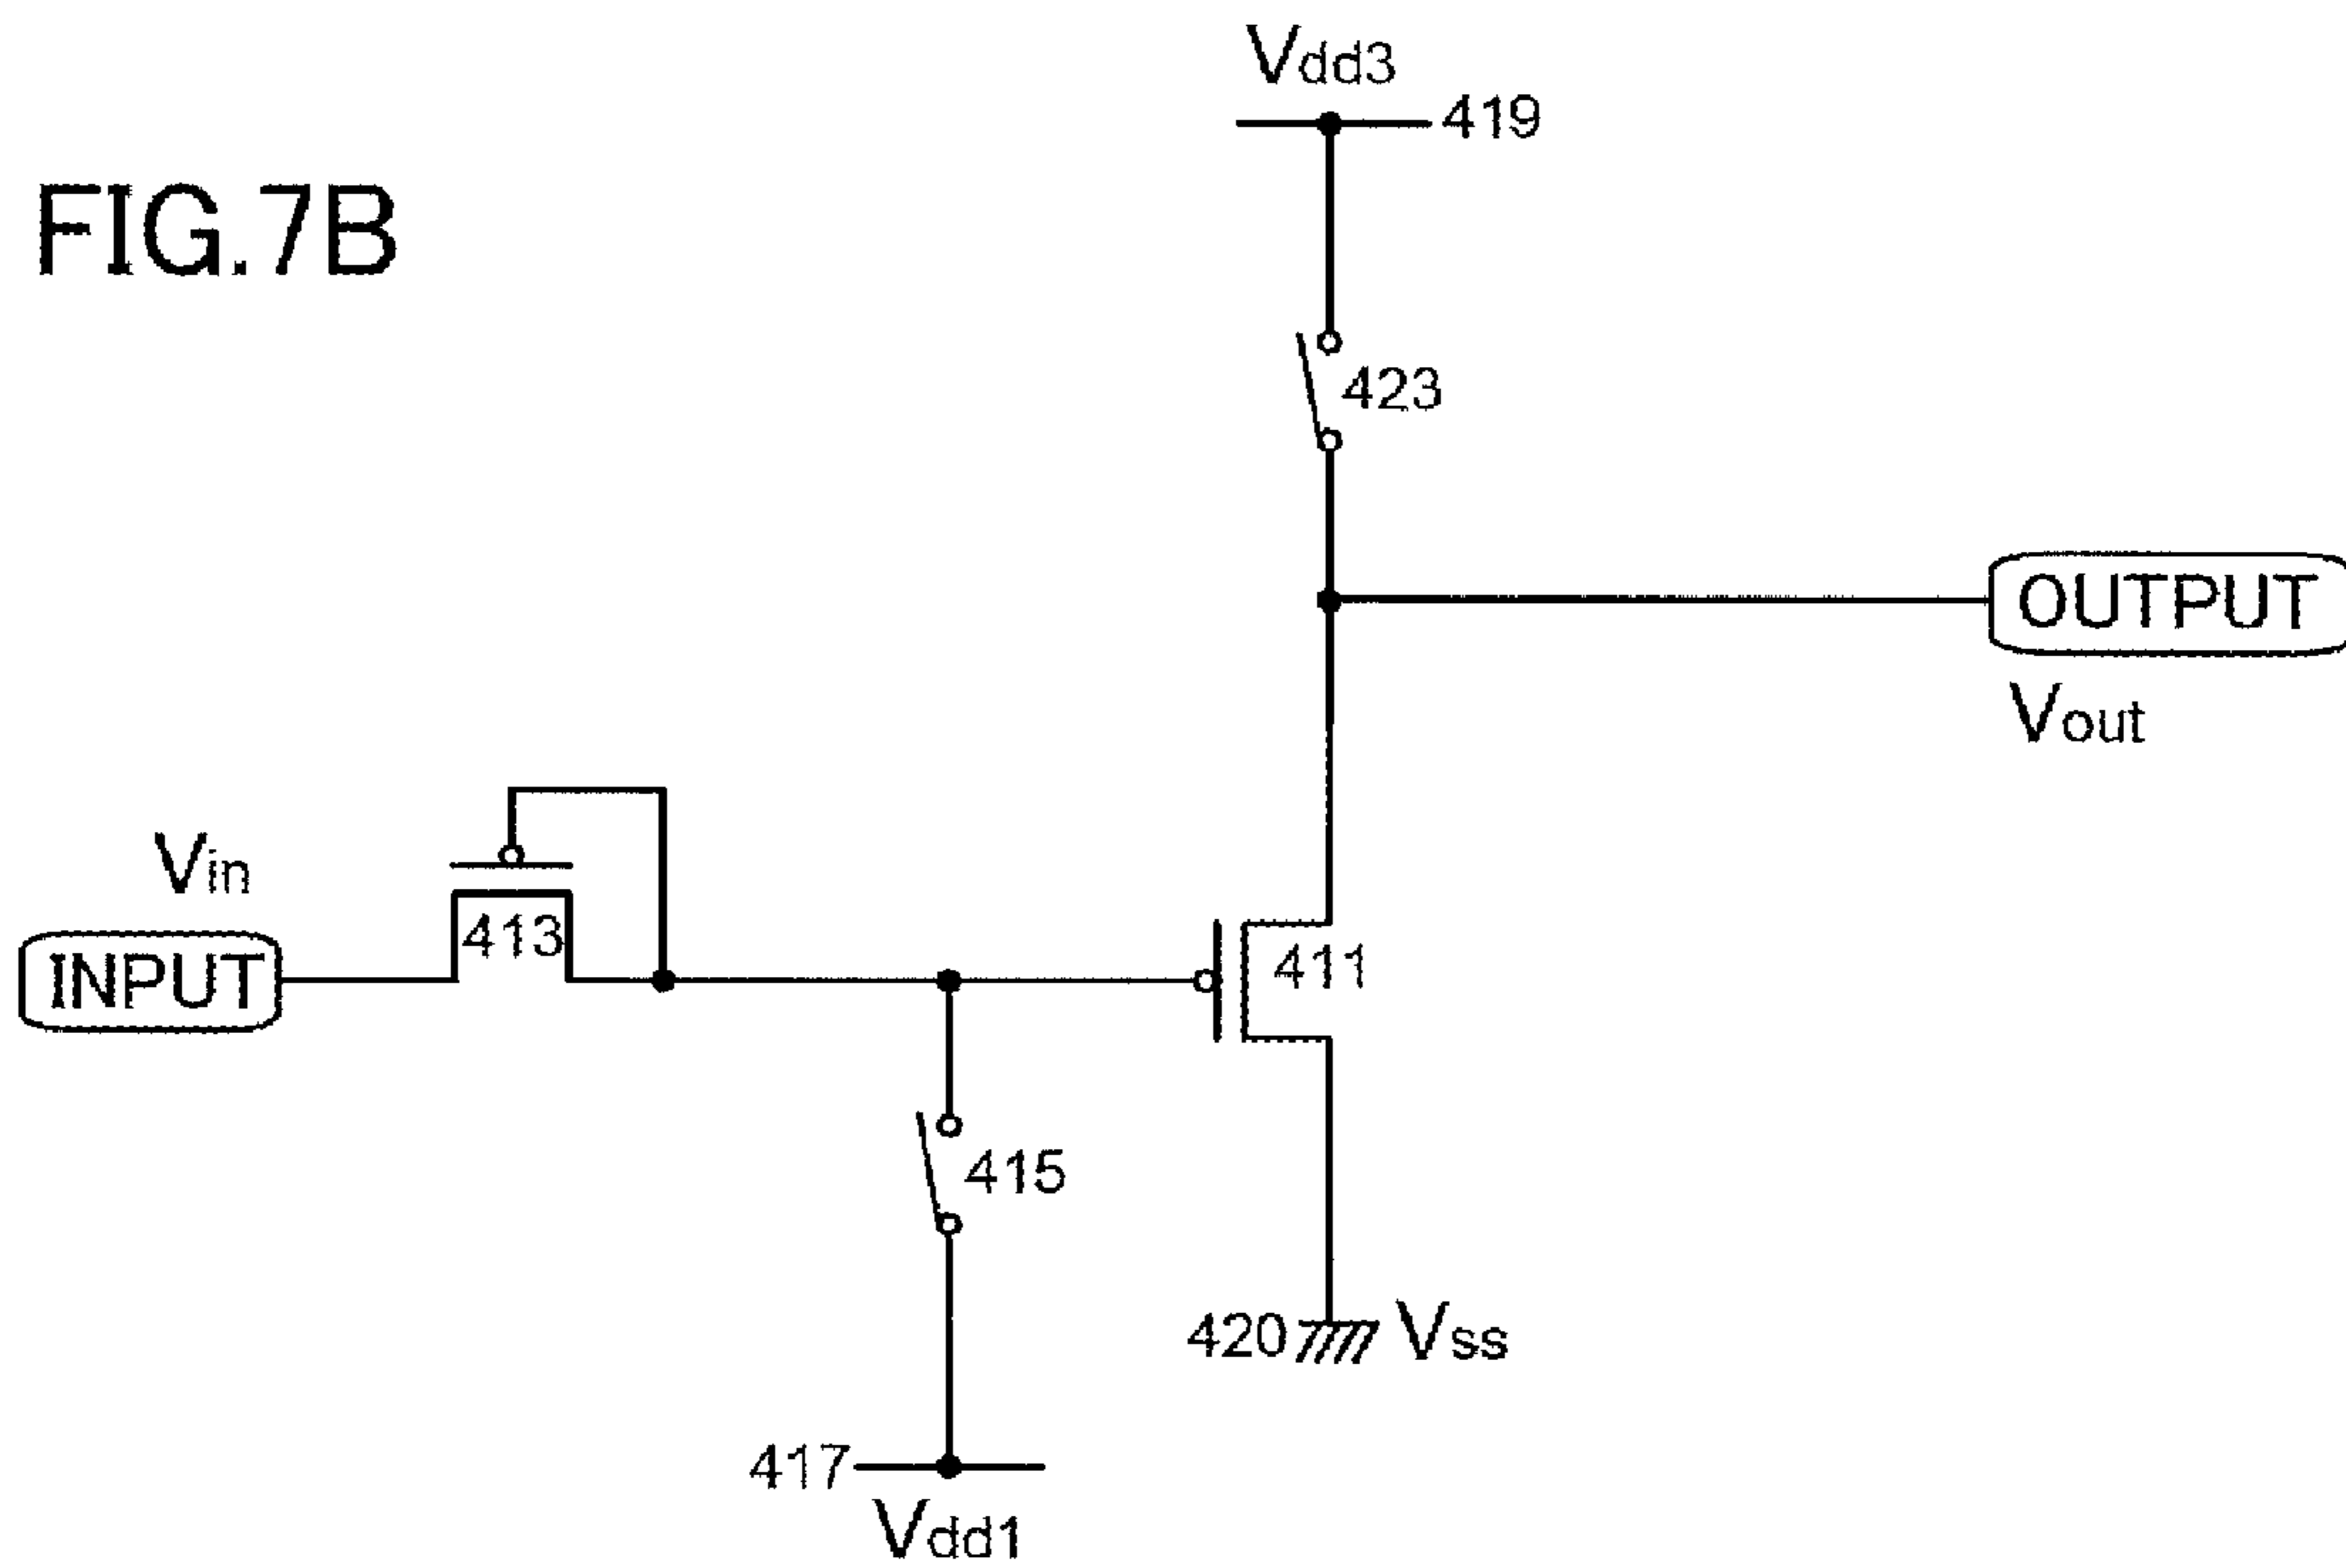 Vdd3
419
FIG.7B
423
OUTPUT
Vout
Vin
413
INPUT
411
415
420
Vss
417
Vdd1